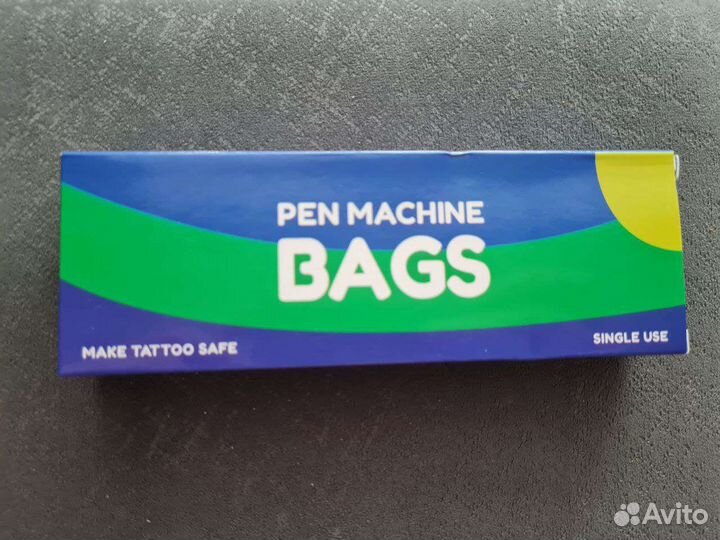 PEN MACHINE
BAGS
MAKE TATTOO SAFE
SINGLE USE
Avito